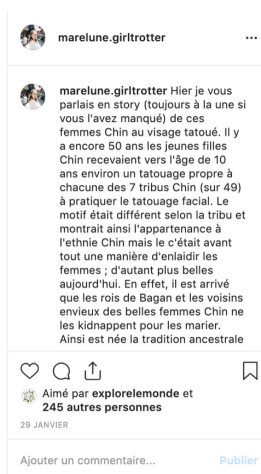 marelune.girltrotter
...
marelune.girltrotter Hier je vous
parlais en story (toujours à la une si
vous l'avez manqué) de ces
femmes Chin au visage tatoué. Il y
a encore 50 ans les jeunes filles
Chin recevaient vers l'âge de 10
ans environ un tatouage propre à
chacune des 7 tribus Chin (sur 49)
à pratiquer le tatouage facial. Le
motif était différent selon la tribu et
montrait ainsi l'appartenance à
l'ethnie Chin mais le c'était avant
tout une manière d'enlaidir les
femmes ; d'autant plus belles
aujourd'hui. En effet, il est arrivé
que les rois de Bagan et les voisins
envieux des belles femmes Chin ne
les kidnappent pour les marier.
Ainsi est née la tradition ancestrale
Aimé par explorelemonde et
245 autres personnes
29 JANVIER
Ajouter un commentaire... Publier